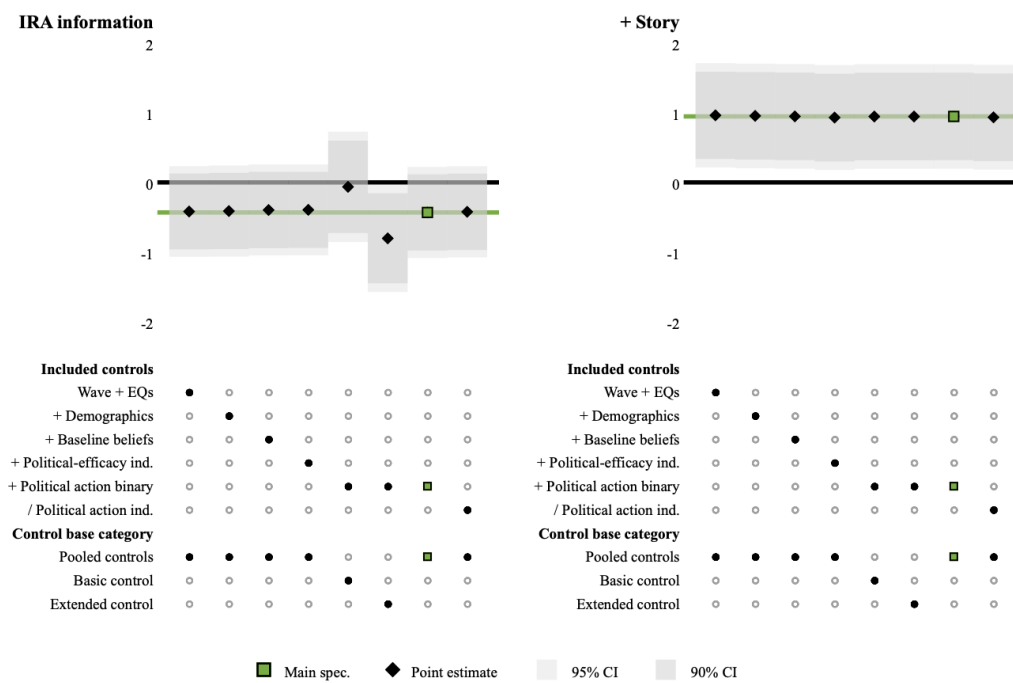 IRA information
2
1
0
-1
-2
Included controls
Wave + EQs
+ Demographics
+ Baseline beliefs
+ Political-efficacy ind.
+ Political action binary
/ Political action ind.
Control base category
Pooled controls
Basic control
Extended control
+ Story
2
1
0
-1
-2
Included controls
Wave + EQs
+ Demographics
+ Baseline beliefs
+ Political-efficacy ind.
+ Political action binary
/ Political action ind.
Control base category
Pooled controls
Basic control
Extended control
Main spec. Point estimate 95% CI 90% CI